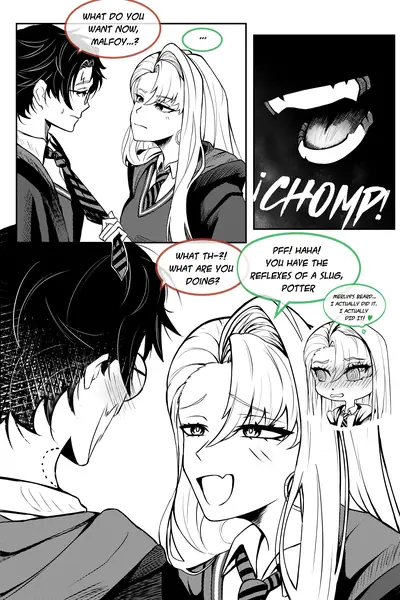 WHAT DO YOU
WANT NOW,
MALFOY...?
...
¡CHOMP!
WHAT TH-?!
WHAT ARE YOU
DOING?
PFF! HAHA!
YOU HAVE THE
REFLEXES OF A SLUG,
POTTER
MERLIN'S BEARD...
I ACTUALLY DID IT.
I ACTUALLY
DID IT! ♥